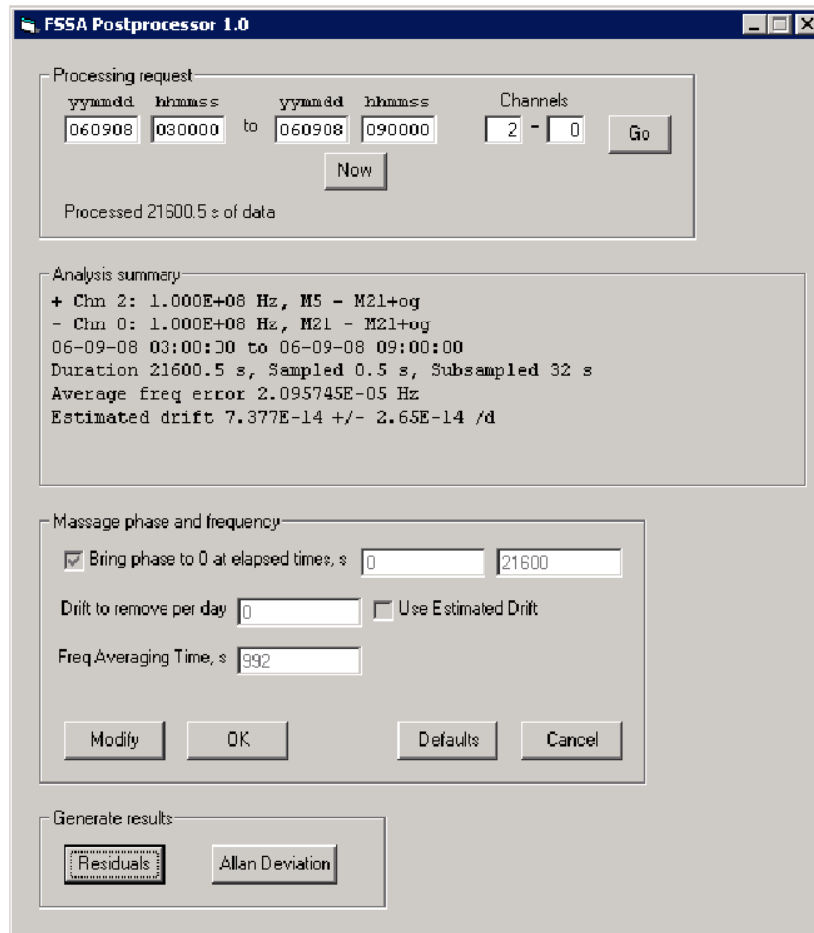 FSSA Postprocessor 1.0
Processing request
yymmdd hhmmss yymmdd hhmmss Channels
060908 030000 to 060908 090000 2 - 0 Go
Now
Processed 21600.5 s of data
Analysis summary
+ Chn 2: 1.000E+08 Hz, M5 - M21+og
- Chn 0: 1.000E+08 Hz, M21 - M21+og
06-09-08 03:00:00 to 06-09-08 09:00:00
Duration 21600.5 s, Sampled 0.5 s, Subsampled 32 s
Average freq error 2.095745E-05 Hz
Estimated drift 7.377E-14 +/- 2.65E-14 /d
Massage phase and frequency
Bring phase to 0 at elapsed times, s 0 21600
Drift to remove per day 0 Use Estimated Drift
Freq Averaging Time, s 992
Modify OK Defaults Cancel
Generate results
Residuals Allan Deviation